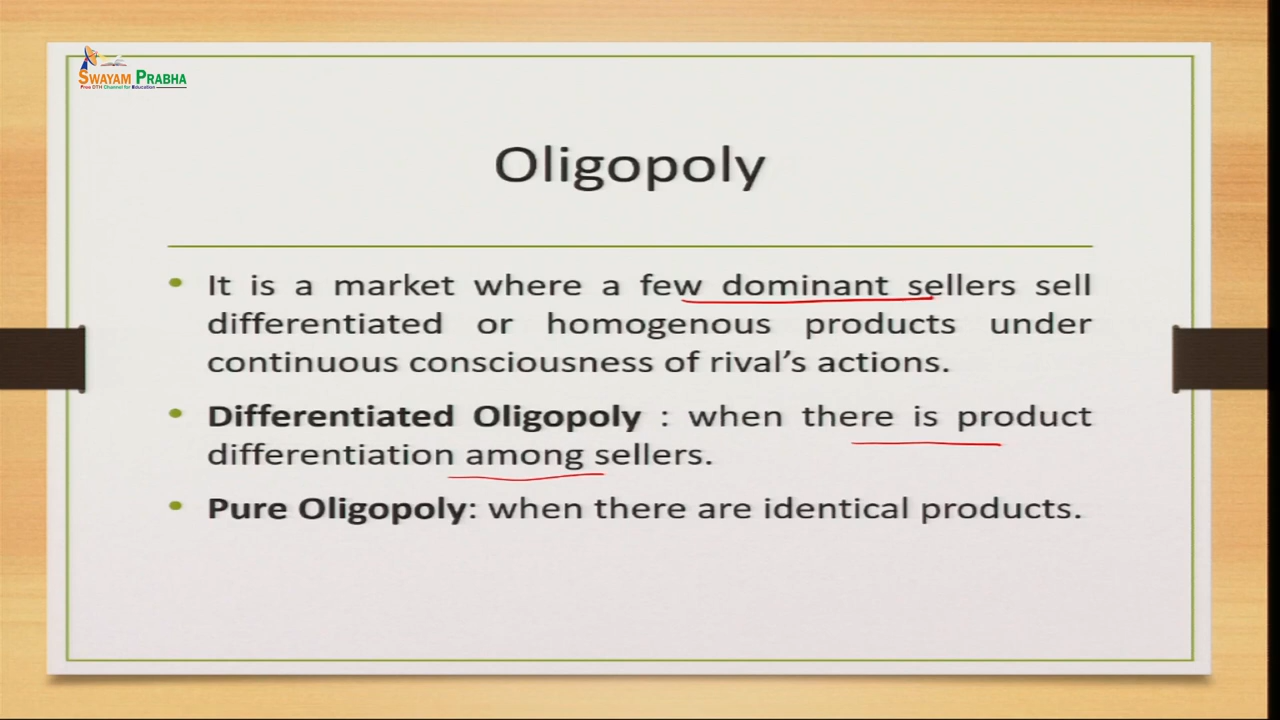 SWAYAM PRABHA
Free DTH Channel for Education
Oligopoly
• It is a market where a few dominant sellers sell
differentiated or homogenous products under
continuous consciousness of rival’s actions.
• Differentiated Oligopoly : when there is product
differentiation among sellers.
• Pure Oligopoly: when there are identical products.